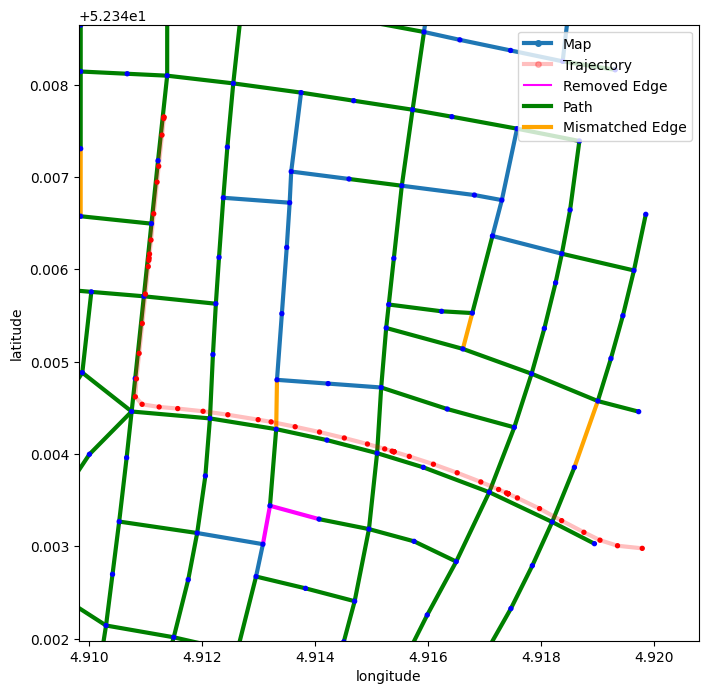 +5.234e1
Map
Trajectory
Removed Edge
Path
Mismatched Edge
0.008
0.007
0.006
0.005
0.004
0.003
0.002
latitude
4.910 4.912 4.914 4.916 4.918 4.920
longitude